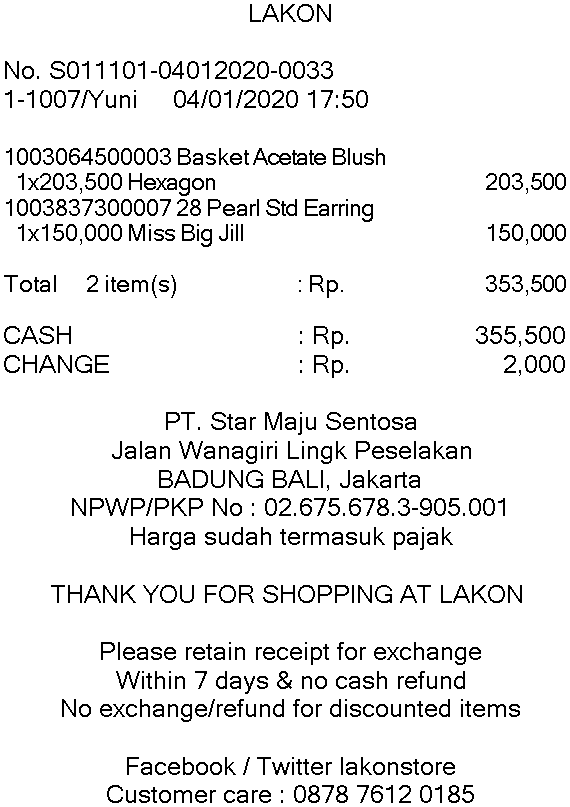 LAKON
No. S011101-04012020-0033
1-1007/Yuni 04/01/2020 17:50
1003064500003 Basket Acetate Blush
1x203,500 Hexagon 203,500
1003837300007 28 Pearl Std Earring
1x150,000 Miss Big Jill 150,000
Total 2 item(s) : Rp. 353,500
CASH : Rp. 355,500
CHANGE : Rp. 2,000
PT. Star Maju Sentosa
Jalan Wanagiri Lingk Peselakan
BADUNG BALI, Jakarta
NPWP/PKP No : 02.675.678.3-905.001
Harga sudah termasuk pajak
THANK YOU FOR SHOPPING AT LAKON
Please retain receipt for exchange
Within 7 days & no cash refund
No exchange/refund for discounted items
Facebook / Twitter lakonstore
Customer care : 0878 7612 0185